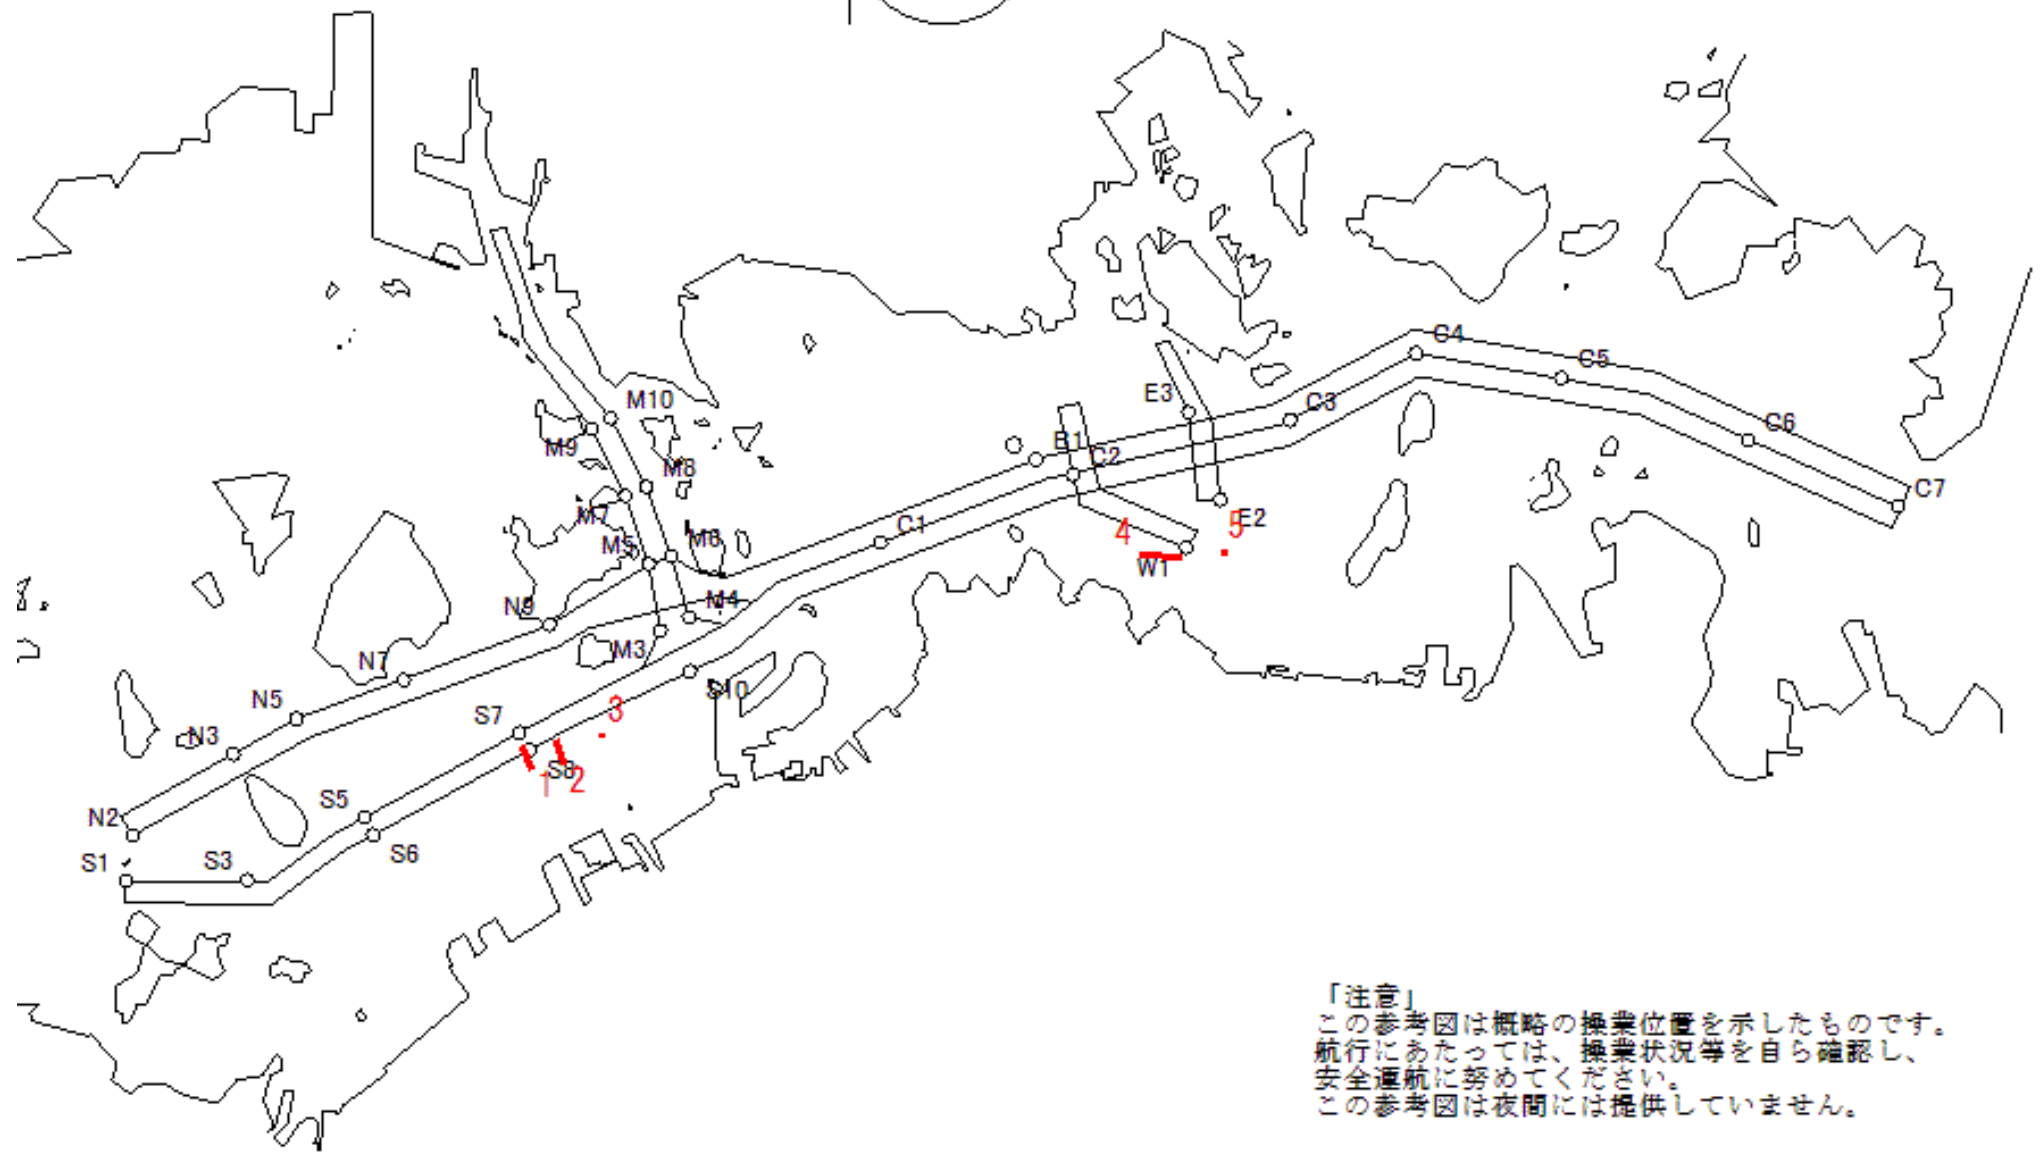 C4
C5
M10
E3
C3
C6
M9
B1
C2
M8
C7
M7
4
5
E2
C1
M5
M6
W1
N9
M4
M3
N7
S10
N5
3
S7
N3
S8
1
2
S5
N2
S6
S1
S3
「注意」
この参考図は概略の操業位置を示したものです。
航行にあたっては、操業状況等を自ら確認し、
安全運航に努めてください。
この参考図は夜間には提供していません。